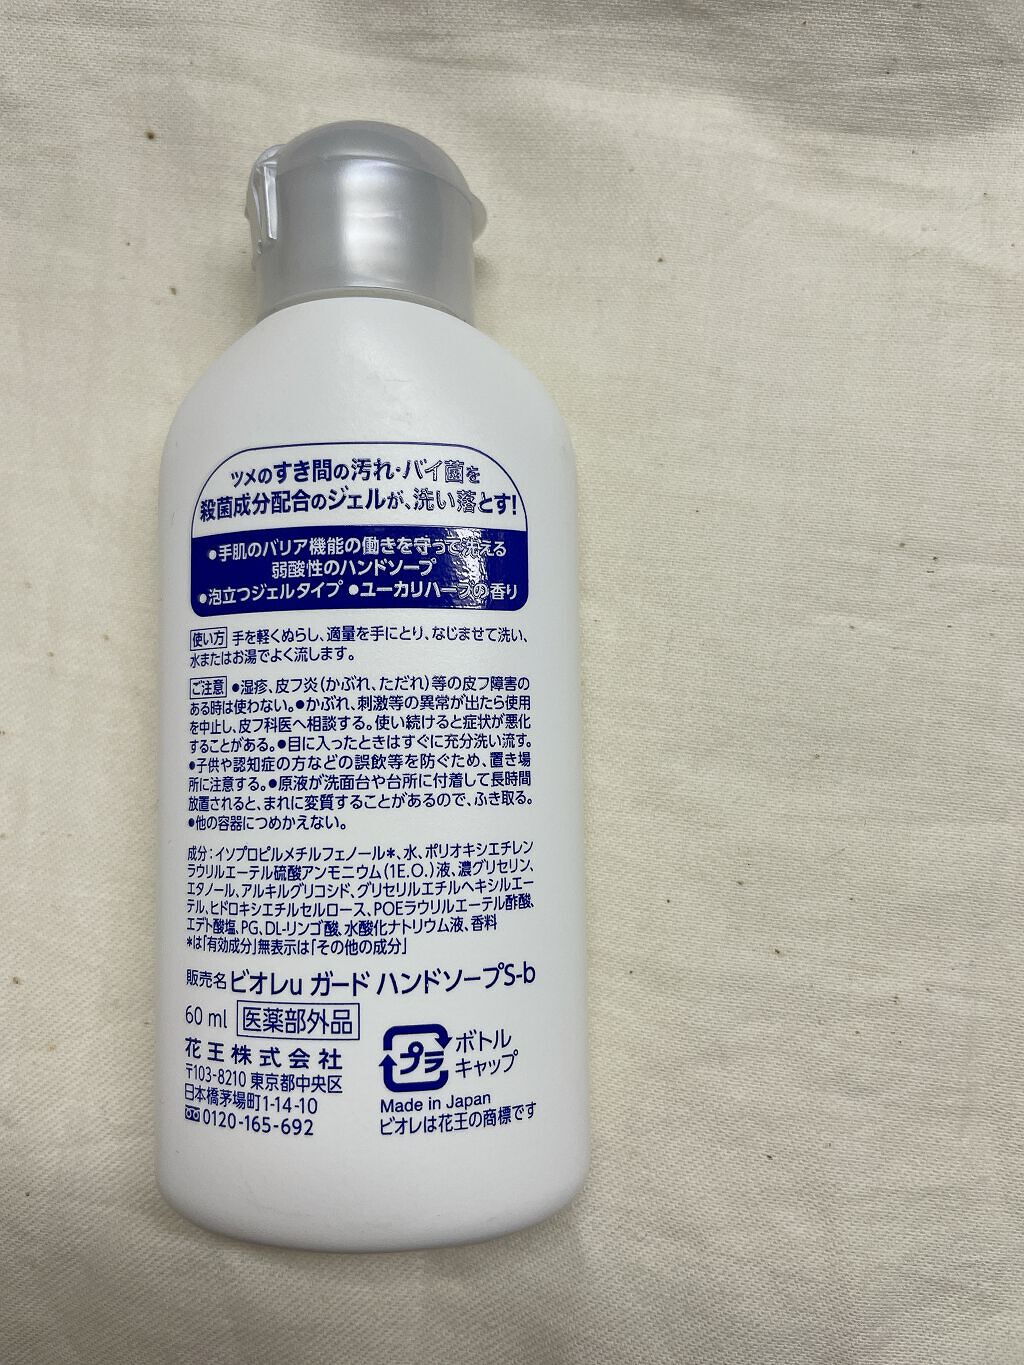 ツメのすき間の汚れ・バイ菌を
殺菌成分配合のジェルが、洗い落とす!
●手肌のバリア機能の働きを守って洗える
弱酸性のハンドソープ
●泡立つジェルタイプ ●ユーカリハーブの香り
使い方 手を軽くぬらし、適量を手にとり、なじませて洗い、
水またはお湯でよく流します。
ご注意 ●湿疹、皮フ炎(かぶれ、ただれ)等の皮フ障害の
ある時は使わない。●かぶれ、刺激等の異常が出たら使用
を中止し、皮フ科医へ相談する。使い続けると症状が悪化
することがある。●目に入ったときはすぐに充分洗い流す。
●子供や認知症の方などの誤飲等を防ぐため、置き場
所に注意する。●原液が洗面台や台所に付着して長時間
放置されると、まれに変質することがあるので、ふき取る。
●他の容器につめかえない。
成分:イソプロピルメチルフェノール*、水、ポリオキシエチレン
ラウリルエーテル硫酸アンモニウム(1E.O.)液、濃グリセリン、
エタノール、アルキルグリコシド、グリセリルエチルヘキシルエー
テル、ヒドロキシエチルセルロース、POEラウリルエーテル酢酸、
エデト酸塩、PG、DL-リンゴ酸、水酸化ナトリウム液、香料
*は「有効成分」無表示は「その他の成分」
販売名 ビオレu ガード ハンドソープS-b
60 ml 医薬部外品
花王株式会社
〒103-8210 東京都中央区
日本橋茅場町1-14-10
0120-165-692
プラ
ボトル
キャップ
Made in Japan
ビオレは花王の商標です